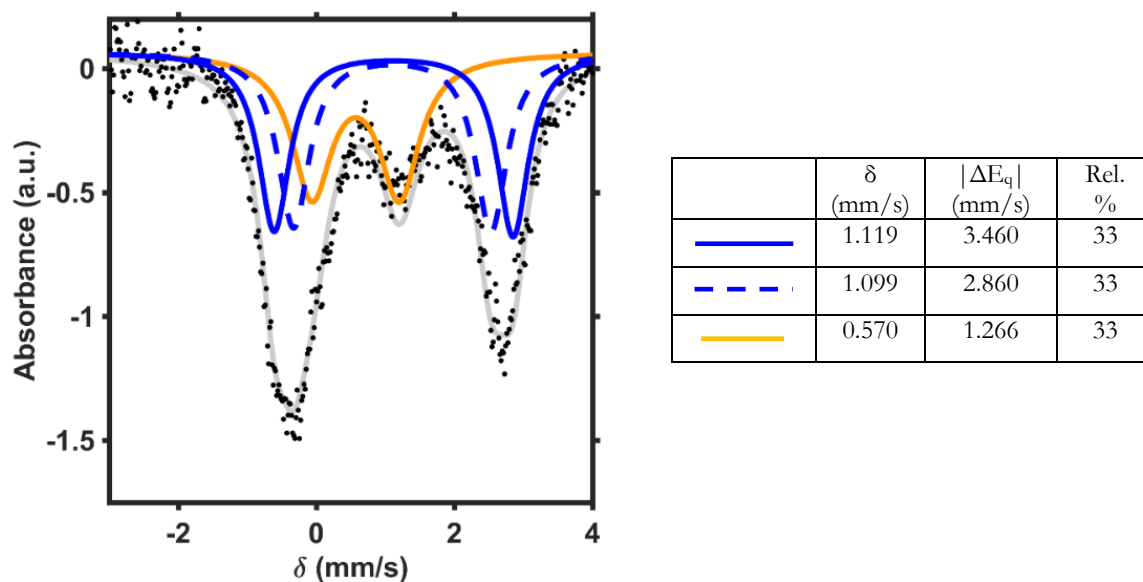 0
-0.5
-1
-1.5
Absorbance (a.u.)
-2 0 2 4
δ (mm/s)
δ (mm/s) |ΔEq| (mm/s) Rel. %
1.119 3.460 33
1.099 2.860 33
0.570 1.266 33